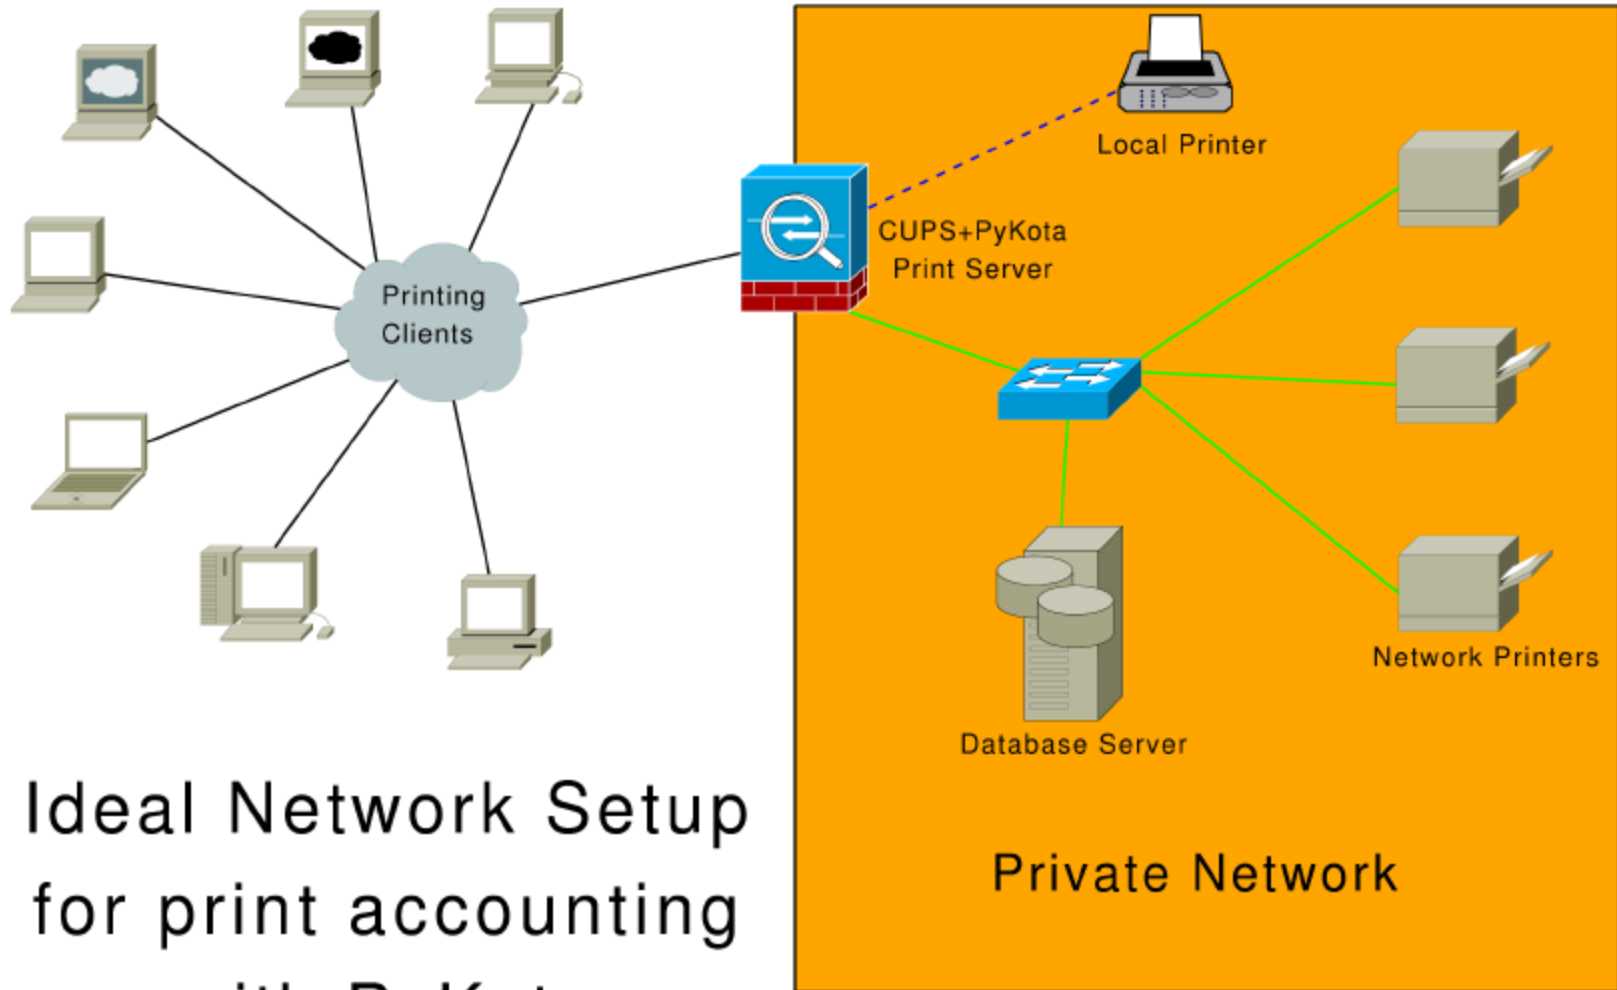 Local Printer
CUPS+PyKota
Print Server
Printing
Clients
Network Printers
Database Server
Ideal Network Setup
for print accounting
Private Network